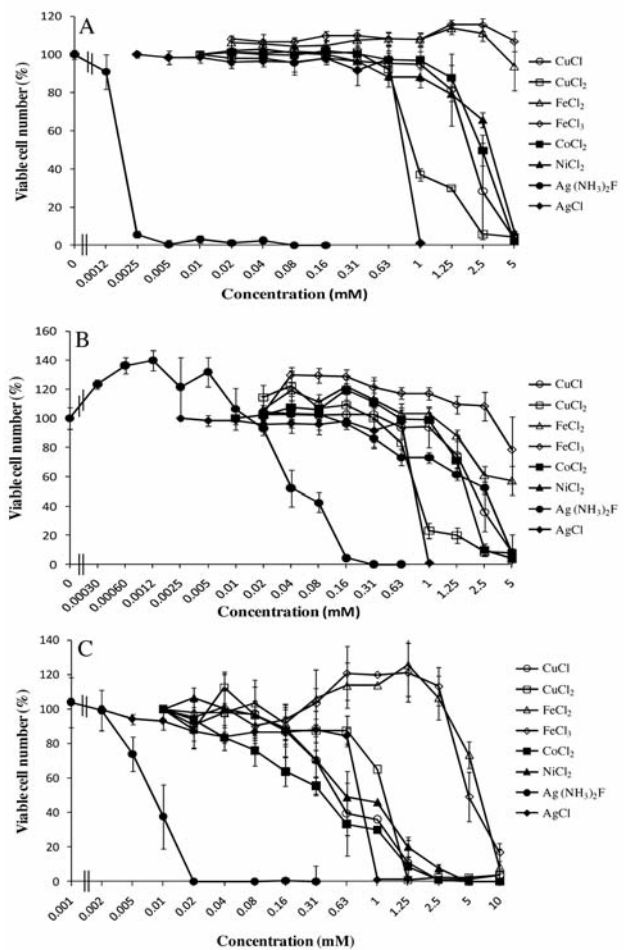 A
Viable cell number (%)
120
100
80
60
40
20
0
0
0.0012
0.0025
0.005
0.01
0.02
0.04
0.08
0.16
0.31
0.63
1
1.25
2.5
5
Concentration (mM)
CuCl
CuCl₂
FeCl₂
FeCl₃
CoCl₂
NiCl₂
Ag (NH₃)₂F
AgCl
B
Viable cell number (%)
160
140
120
100
80
60
40
20
0
0
0.00030
0.00060
0.0012
0.0025
0.005
0.01
0.02
0.04
0.08
0.16
0.31
0.63
1
1.25
2.5
5
Concentration (mM)
CuCl
CuCl₂
FeCl₂
FeCl₃
CoCl₂
NiCl₂
Ag (NH₃)₂F
AgCl
C
Viable cell number (%)
140
120
100
80
60
40
20
0
0.001
0.002
0.005
0.01
0.02
0.04
0.08
0.16
0.31
0.63
1
1.25
2.5
5
10
Concentration (mM)
CuCl
CuCl₂
FeCl₂
FeCl₃
CoCl₂
NiCl₂
Ag (NH₃)₂F
AgCl